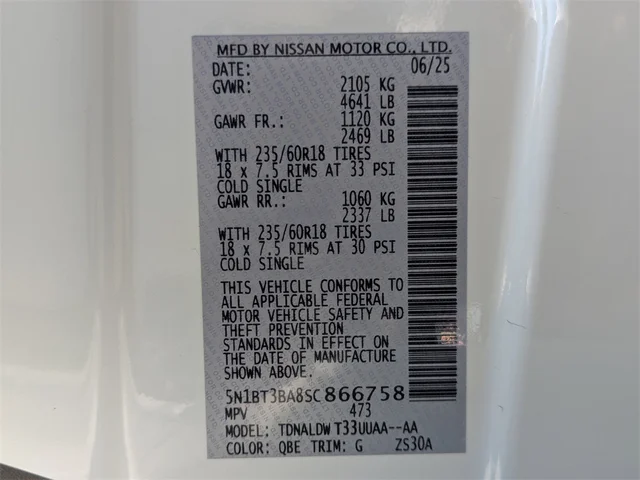 MFD BY NISSAN MOTOR CO., LTD.
DATE: 06/25
GVWR: 2105 KG
4641 LB
GAWR FR.: 1120 KG
2469 LB
WITH 235/60R18 TIRES
18 x 7.5 RIMS AT 33 PSI
COLD SINGLE
GAWR RR.: 1060 KG
2337 LB
WITH 235/60R18 TIRES
18 x 7.5 RIMS AT 30 PSI
COLD SINGLE
THIS VEHICLE CONFORMS TO
ALL APPLICABLE FEDERAL
MOTOR VEHICLE SAFETY AND
THEFT PREVENTION
STANDARDS IN EFFECT ON
THE DATE OF MANUFACTURE
SHOWN ABOVE.
5N1BT3BA8SC866758
MPV 473
MODEL: TDNALDW T33UUAA--AA
COLOR: QBE TRIM: G ZS30A